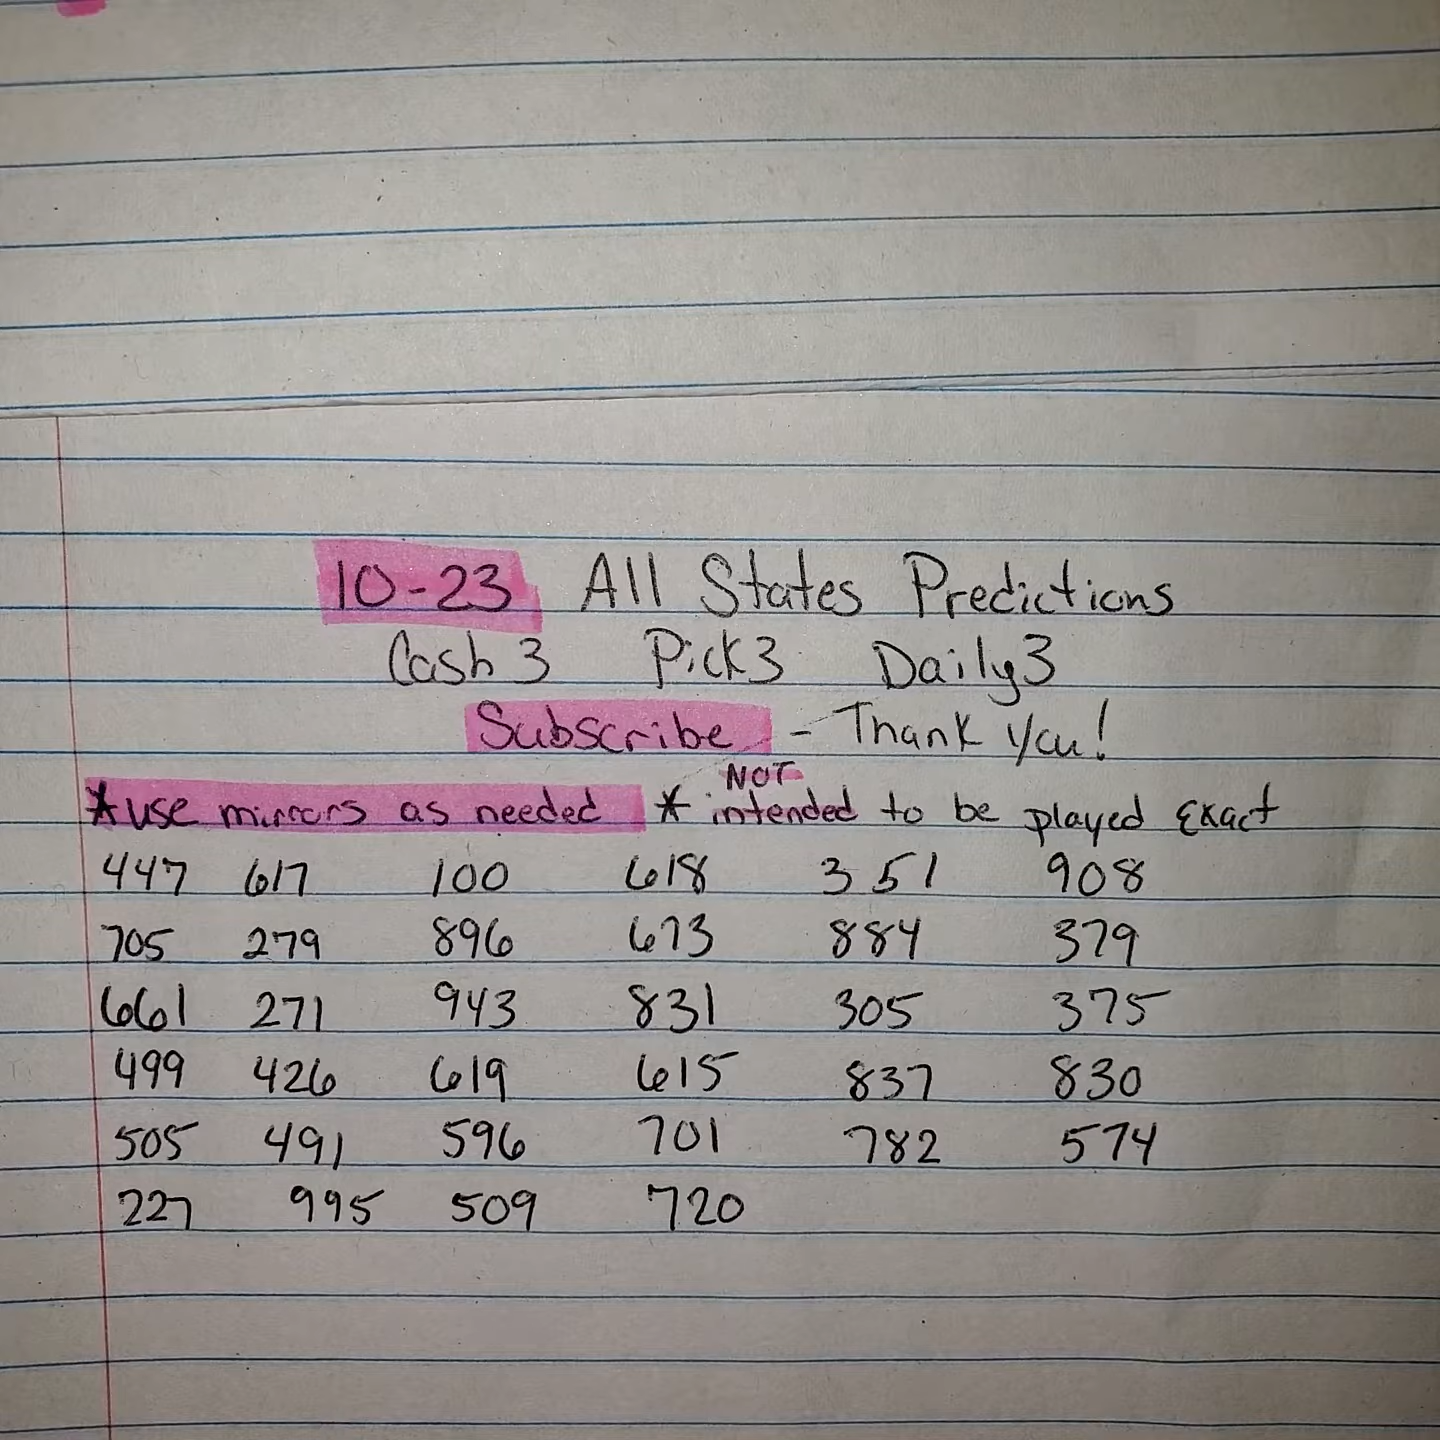 10-23 All States Predictions
Cash 3 Pick3 Daily3
Subscribe - Thank you!
NOT
*use mirrors as needed * intended to be played Exact
447 617 100 618 351 908
705 279 896 673 884 379
661 271 943 831 305 375
499 426 619 615 837 830
505 491 596 701 782 574
227 995 509 720